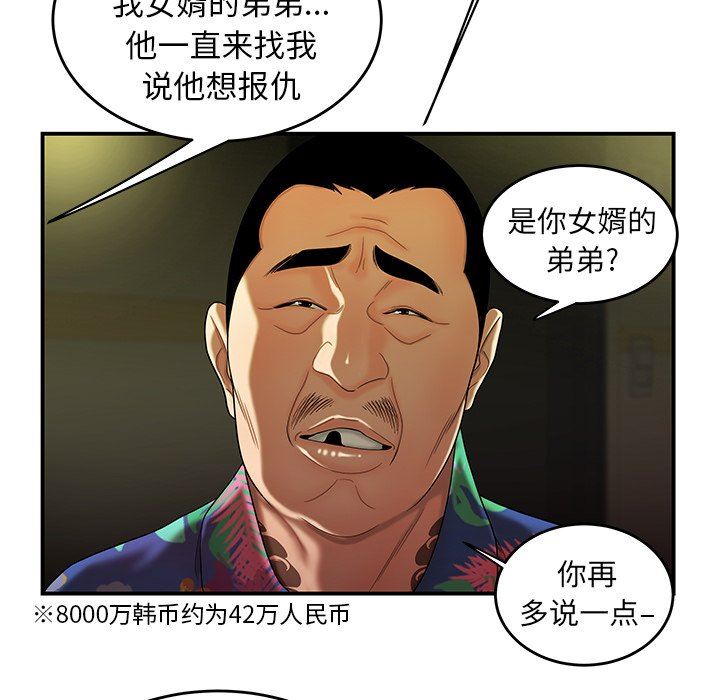 我女婿的弟弟...
他一直来找我
说他想报仇
是你女婿的
弟弟?
你再
多说一点–
※8000万韩币约为42万人民币